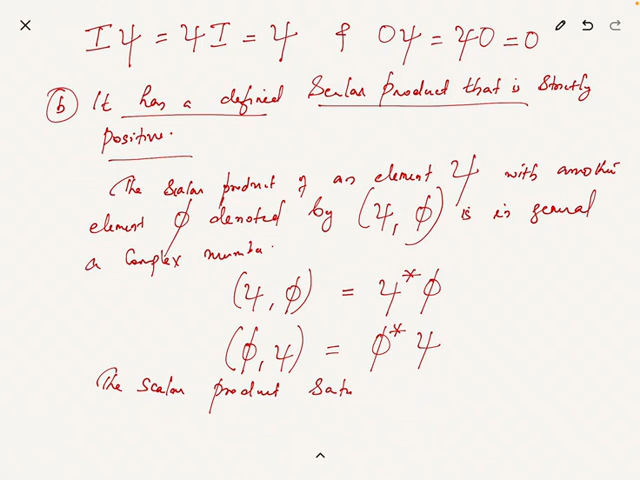 Iψ = ψI = ψ & 0ψ = ψ0 = 0
(b) It has a defined Scalar product that is Strictly
positive.
The Scalar product of an element ψ with another
element φ denoted by (ψ, φ) is in general
a Complex number.
(ψ, φ) = ψ*φ
(φ, ψ) = φ*ψ
The Scalar product Satu